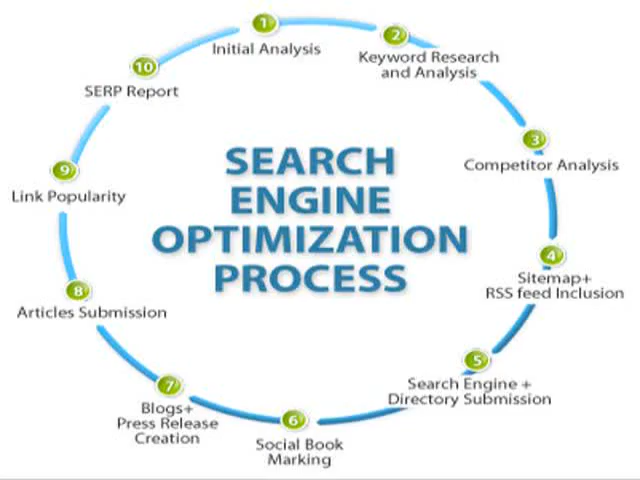 SEARCH
ENGINE
OPTIMIZATION
PROCESS
1
Initial Analysis
2
Keyword Research
and Analysis
3
Competitor Analysis
4
Sitemap+
RSS feed Inclusion
5
Search Engine +
Directory Submission
6
Social Book
Marking
7
Blogs+
Press Release
Creation
8
Articles Submission
9
Link Popularity
10
SERP Report